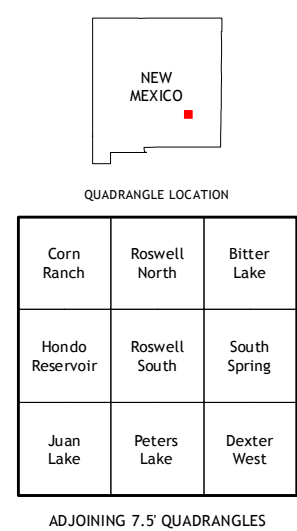 NEW
MEXICO
QUADRANGLE LOCATION
Corn
Ranch
Roswell
North
Bitter
Lake
Hondo
Reservoir
Roswell
South
South
Spring
Juan
Lake
Peters
Lake
Dexter
West
ADJOINING 7.5' QUADRANGLES